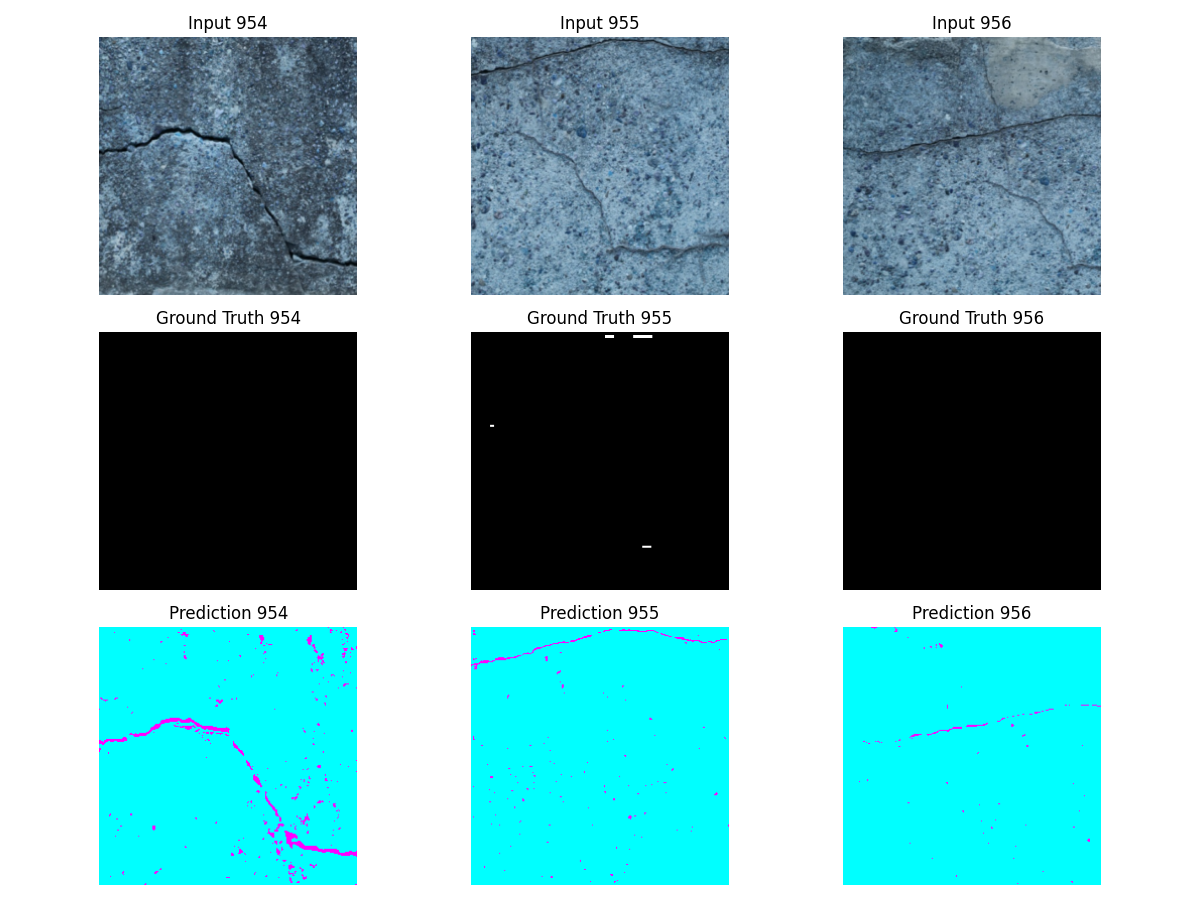 Input 954
Input 955
Input 956
Ground Truth 954
Ground Truth 955
Ground Truth 956
Prediction 954
Prediction 955
Prediction 956